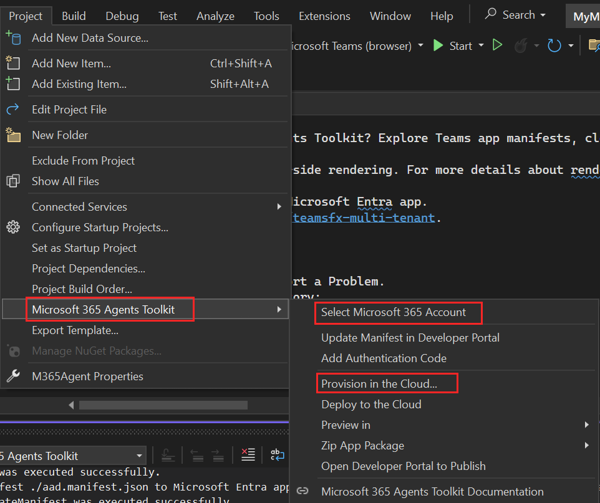 Project Build Debug Test Analyze Tools Extensions Window Help Search MyM
Add New Data Source...
icrosoft Teams (browser) Start
Add New Item... Ctrl+Shift+A
Add Existing Item... Shift+Alt+A
Edit Project File
New Folder
ts Toolkit? Explore Teams app manifests, cl
Exclude From Project
side rendering. For more details about rend
Show All Files
icrosoft Entra app.
Connected Services
teamsfx-multi-tenant.
Configure Startup Projects...
Set as Startup Project
Project Dependencies...
rt a Problem.
Project Build Order...
ory:
Microsoft 365 Agents Toolkit
Select Microsoft 365 Account
Export Template...
Update Manifest in Developer Portal
Manage NuGet Packages...
Add Authentication Code
M365Agent Properties
Provision in the Cloud...
Deploy to the Cloud
Preview in
Zip App Package
5 Agents Toolkit
Open Developer Portal to Publish
was executed successfully.
fest ./aad.manifest.json to Microsoft Entra app
Microsoft 365 Agents Toolkit Documentation
ateManifest was executed successfully